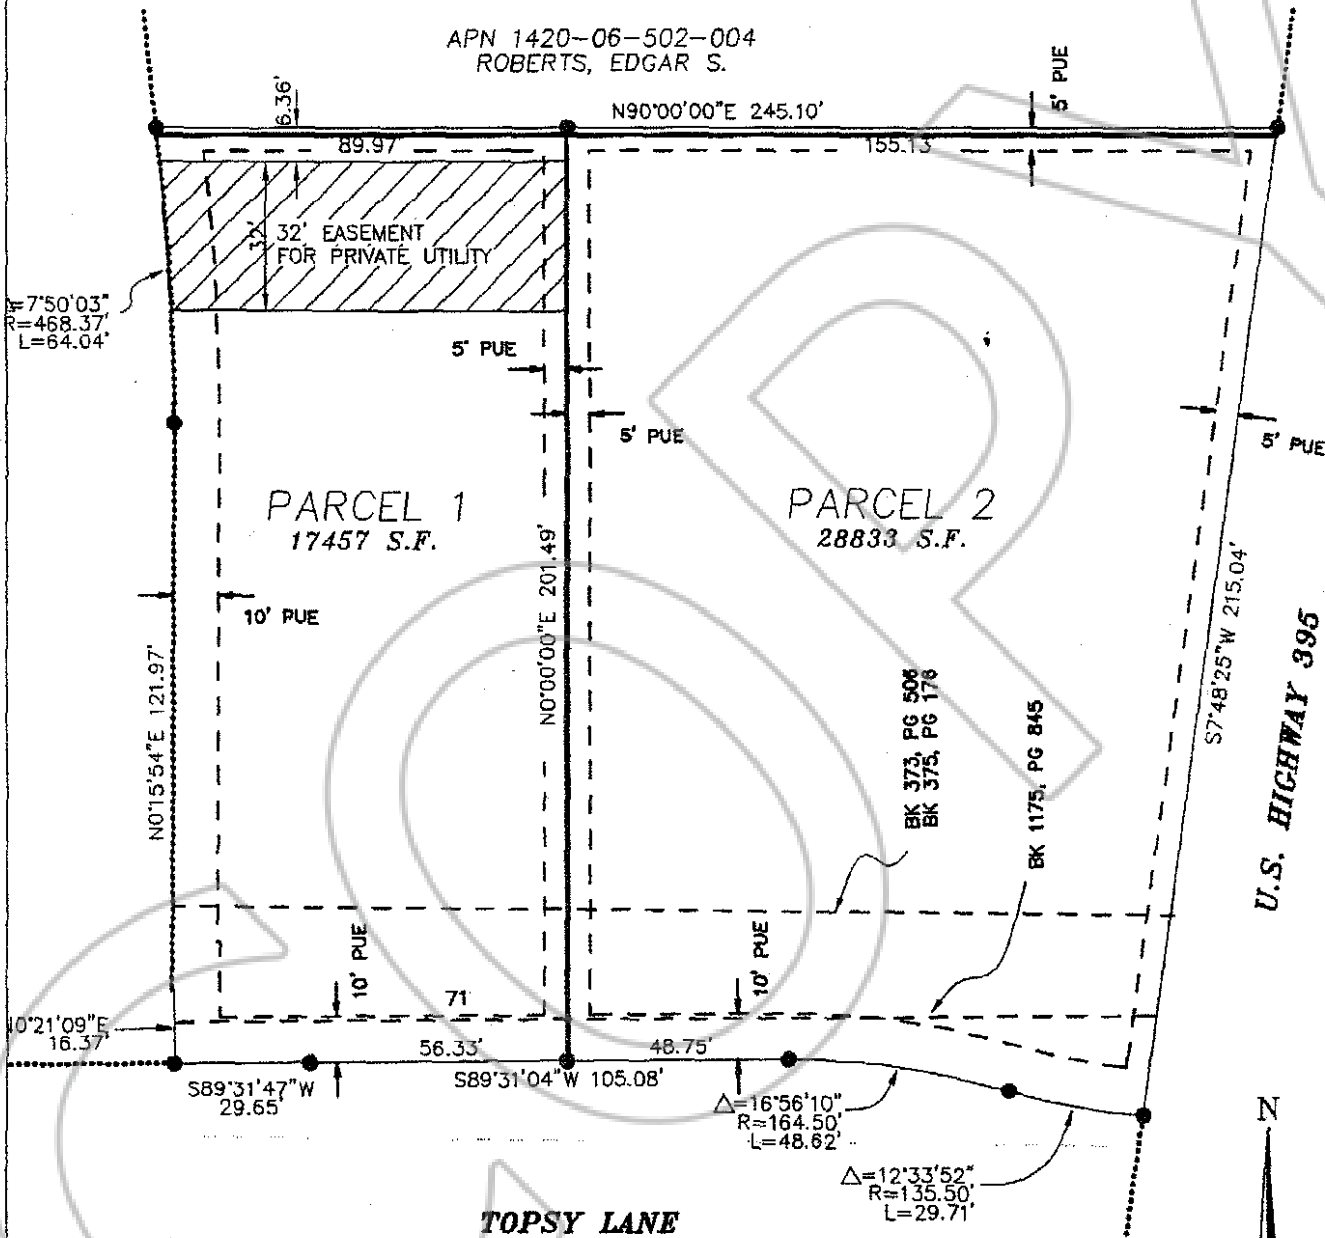 APN 1420-06-502-004
ROBERTS, EDGAR S.
6.36'
N90°00'00"E 245.10'
5' PUE
89.97
155.13
32'
32' EASEMENT
FOR PRIVATE UTILITY
=7°50'03"
R=468.37'
L=64.04'
5' PUE
5' PUE
5' PUE
PARCEL 1
17457 S.F.
PARCEL 2
28833 S.F.
N0°00'00"E 201.49'
S7°48'25"W 215.04'
10' PUE
N0°15'54"E 121.97'
U.S. HIGHWAY 395
BK 373, PG 506
BK 375, PG 176
BK 1175, PG 845
10' PUE
10' PUE
71
0°21'09"E
16.37'
56.33'
48.75'
S89°31'47"W
29.65'
S89°31'04"W 105.08'
△=16°56'10"
R=164.50'
L=48.62'
△=12°33'52"
R=135.50'
L=29.71'
N
TOPSY LANE
COP